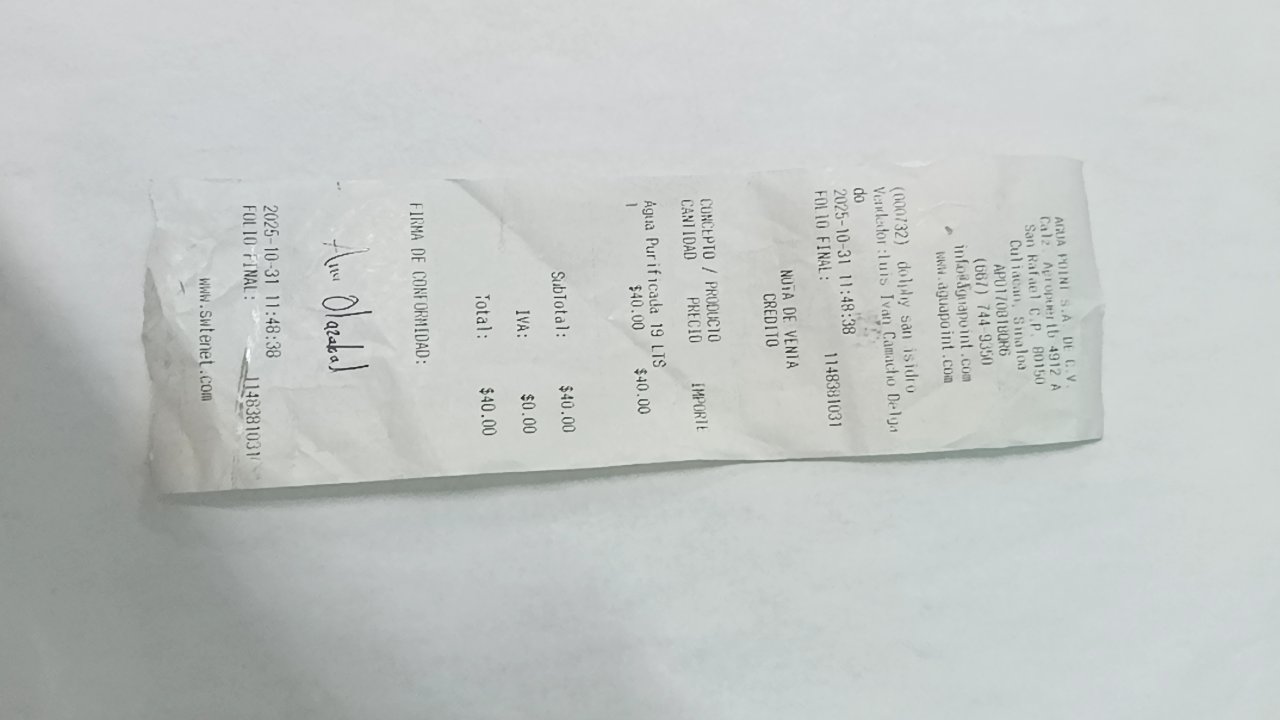 AGUA POINT S.A. DE C.V.
Calz. Aeropuerto 4912 A
San Rafael C.P. 80150
Culiacan, Sinaloa
APO170818QR6
(667) 744-9350
info@aguapoint.com
www.aguapoint.com
(000732) dolphy san isidro
Vendedor:Luis Ivan Camacho Delga
do
2025-10-31 11:48:38
FOLIO FINAL: 1148381031
NOTA DE VENTA
CREDITO
CONCEPTO / PRODUCTO
CANTIDAD PRECIO IMPORTE
Agua Purificada 19 LTS
1 $40.00 $40.00
SubTotal: $40.00
IVA: $0.00
Total: $40.00
FIRMA DE CONFORMIDAD:
Olazabal
2025-10-31 11:48:38
FOLIO FINAL: 1148381031
www.swtenet.com